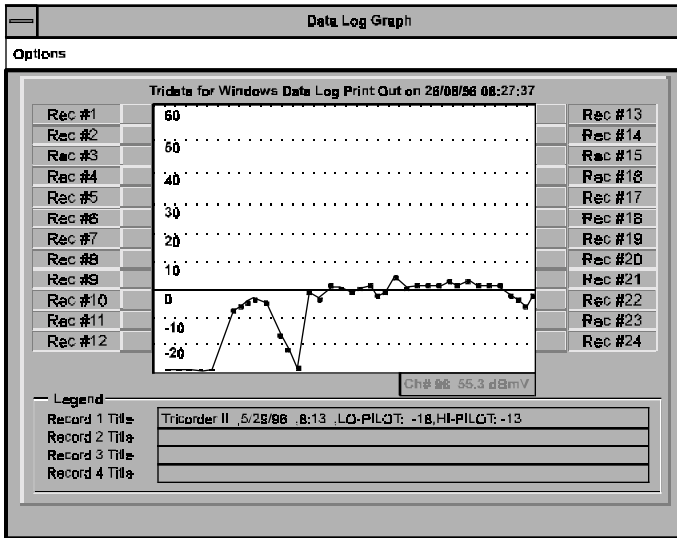 Data Log Graph
Options
Tridata for Windows Data Log Print Out on 26/08/96 08:27:37
Rec #1
Rec #2
Rec #3
Rec #4
Rec #5
Rec #6
Rec #7
Rec #8
Rec #9
Rec #10
Rec #11
Rec #12
60
50
40
30
20
10
0
-10
-20
Rec #13
Rec #14
Rec #15
Rec #16
Rec #17
Rec #18
Rec #19
Rec #20
Rec #21
Rec #22
Rec #23
Rec #24
Ch# 96 55.3 dBmV
Legend
Record 1 Title Tricorder II ,5/29/96 ,8:13 ,LO-PILOT: -18,HI-PILOT: -13
Record 2 Title
Record 3 Title
Record 4 Title